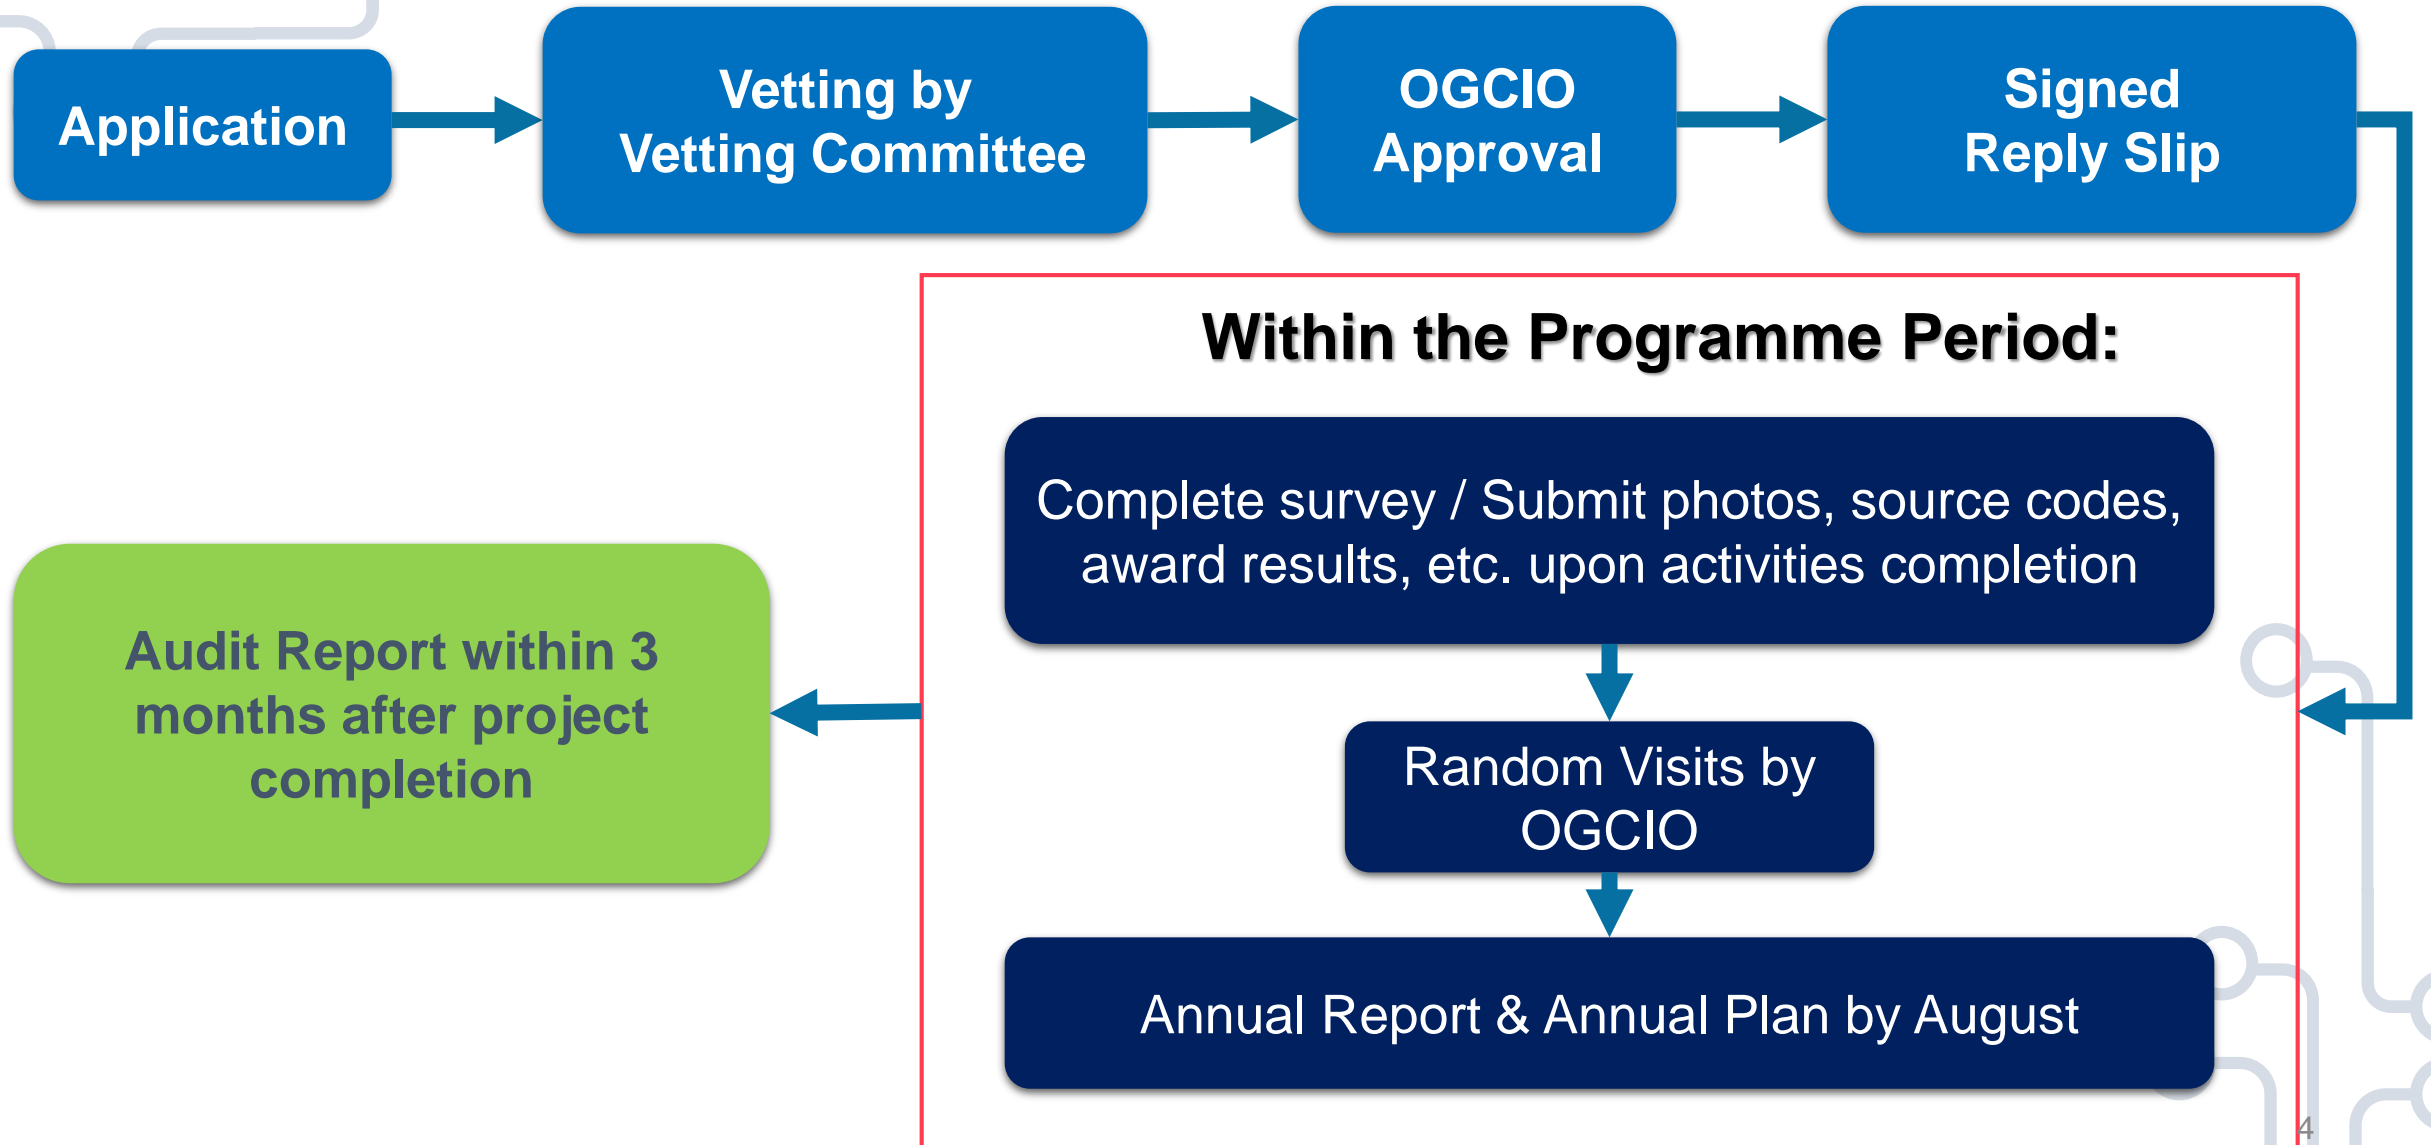 Application
Vetting by
Vetting Committee
OGCIO
Approval
Signed
Reply Slip
Within the Programme Period:
Complete survey / Submit photos, source codes,
award results, etc. upon activities completion
Random Visits by
OGCIO
Annual Report & Annual Plan by August
Audit Report within 3
months after project
completion
4